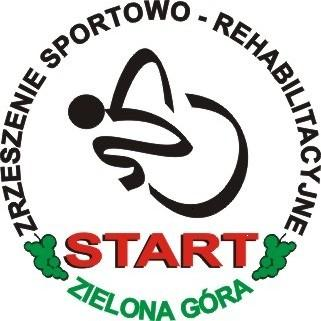 ZRZESZENIE SPORTOWO - REHABILITACYJNE
START
ZIELONA GÓRA